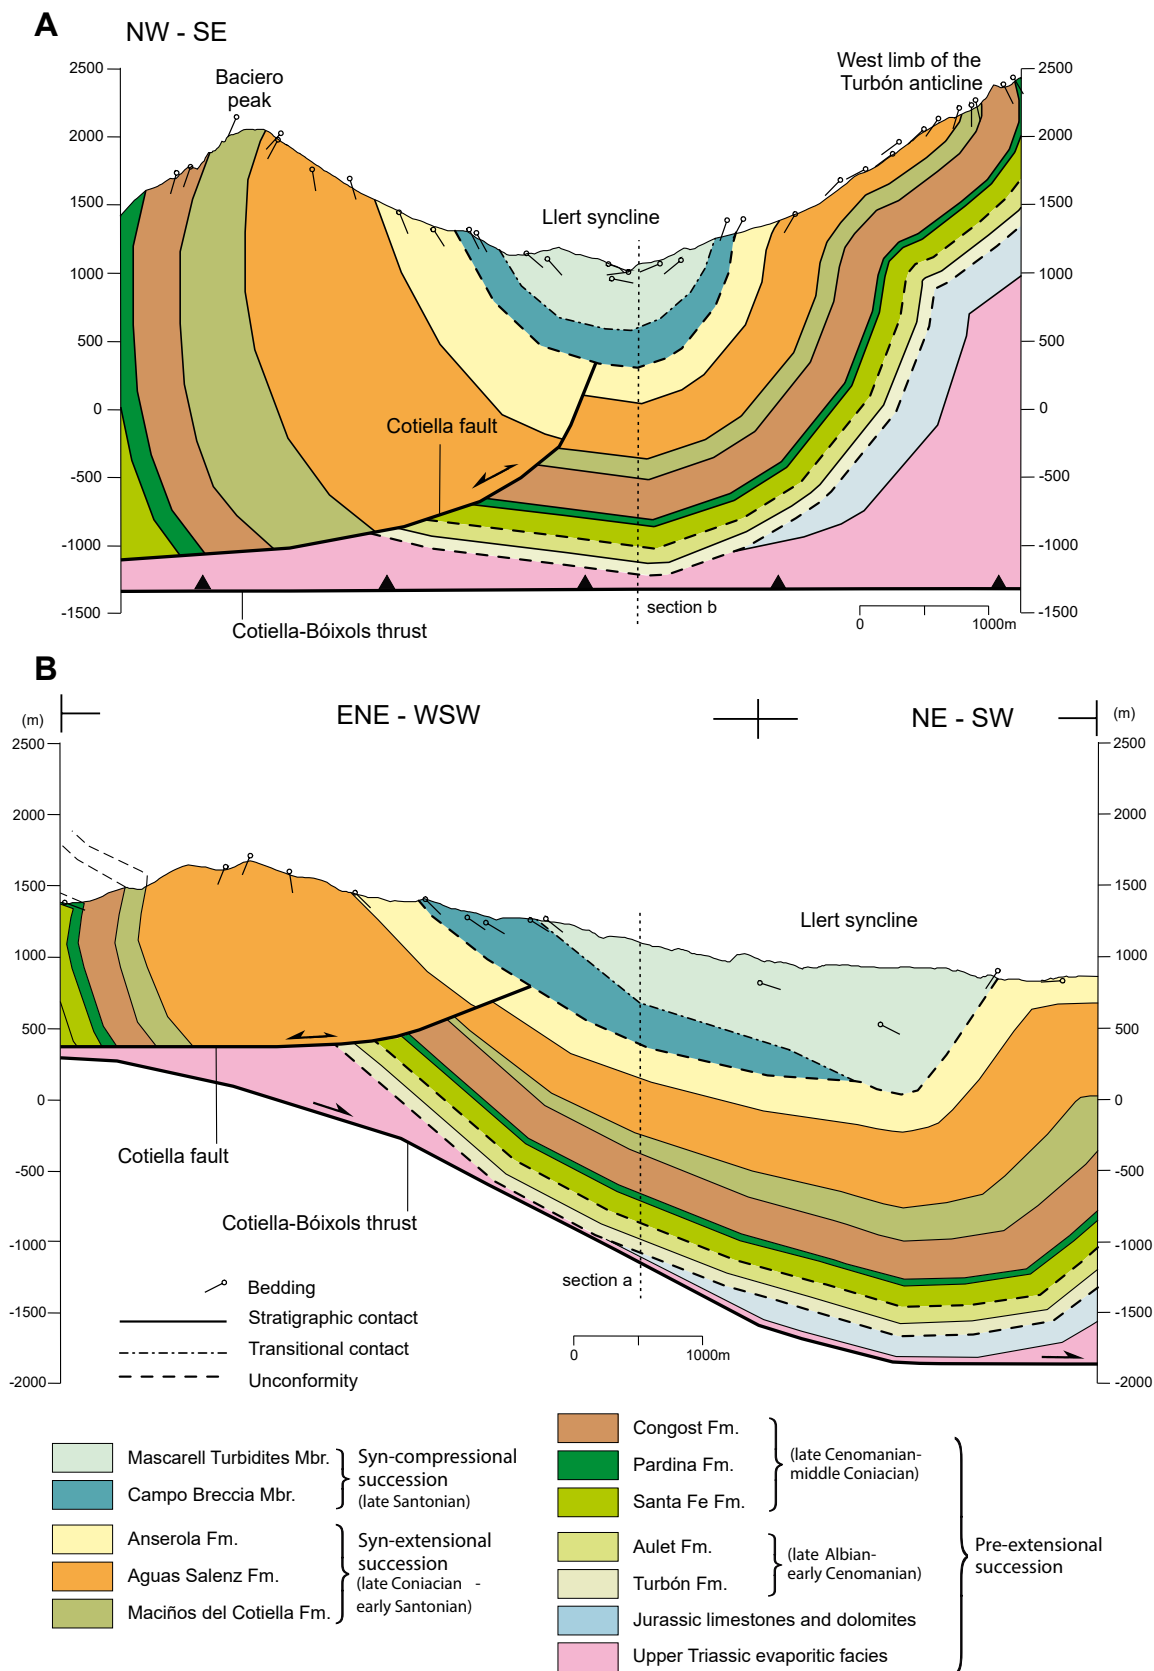 A
NW - SE
Baciero
peak
West limb of the
Turbón anticline
2500
2000
1500
1000
500
0
-500
-1000
-1500
2500
2000
1500
1000
500
0
-500
-1000
-1500
Llert syncline
Cotiella fault
section b
0
1000m
Cotiella-Bóixols thrust
B
(m)
ENE - WSW
NE - SW
(m)
2500
2000
1500
1000
500
0
-500
-1000
-1500
-2000
2500
2000
1500
1000
500
0
-500
-1000
-1500
-2000
Llert syncline
Cotiella fault
Cotiella-Bóixols thrust
section a
0
1000m
Bedding
Stratigraphic contact
Transitional contact
Unconformity
Mascarell Turbidites Mbr.
Campo Breccia Mbr.
Syn-compressional
succession
(late Santonian)
Anserola Fm.
Aguas Salenz Fm.
Maciños del Cotiella Fm.
Syn-extensional
succession
(late Coniacian -
early Santonian)
Congost Fm.
Pardina Fm.
Santa Fe Fm.
(late Cenomanian-
middle Coniacian)
Aulet Fm.
Turbón Fm.
(late Albian-
early Cenomanian)
Jurassic limestones and dolomites
Upper Triassic evaporitic facies
Pre-extensional
succession